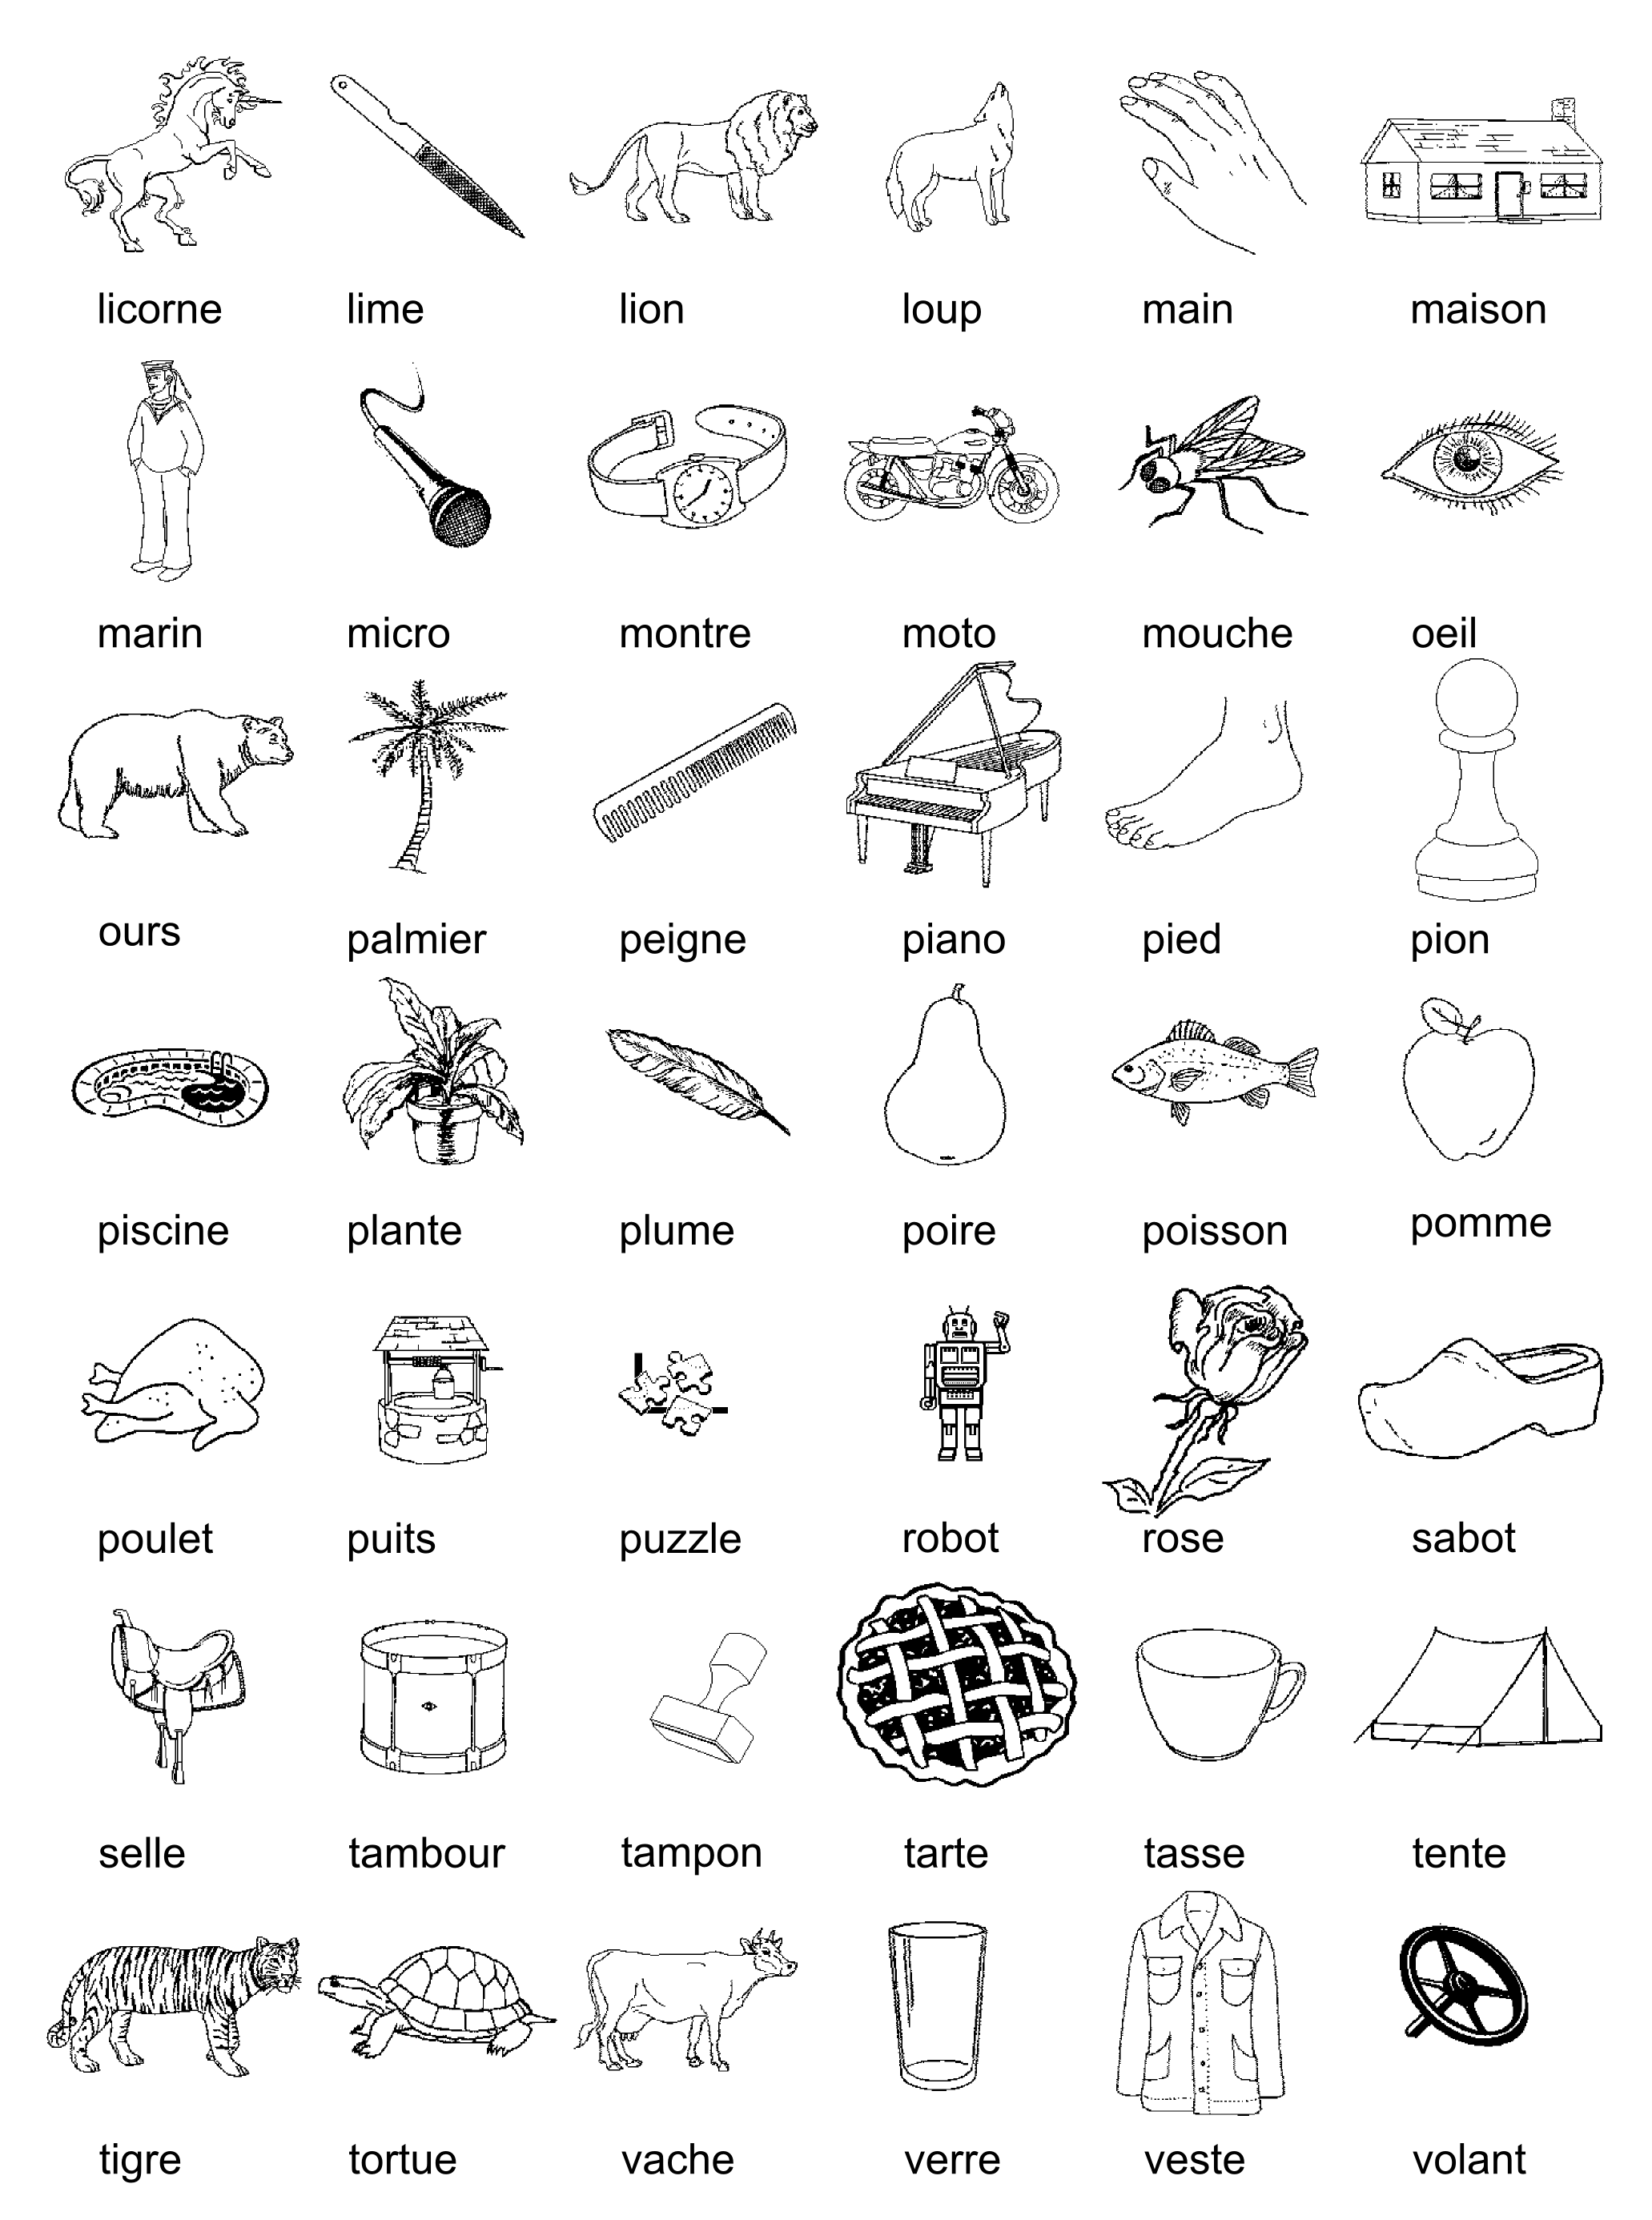 licorne lime lion loup main maison
marin micro montre moto mouche oeil
ours palmier peigne piano pied pion
piscine plante plume poire poisson pomme
poulet puits puzzle robot rose sabot
selle tambour tampon tarte tasse tente
tigre tortue vache verre veste volant